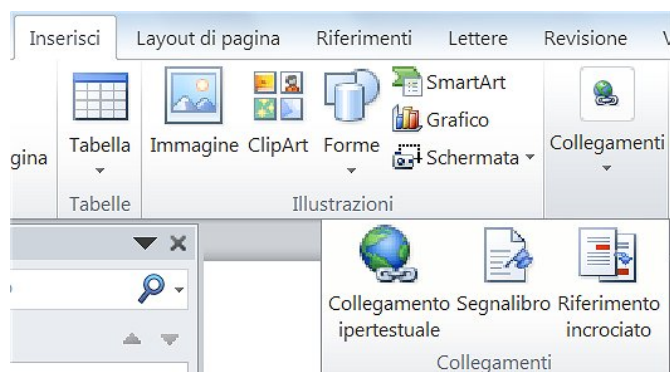 Inserisci Layout di pagina Riferimenti Lettere Revisione
SmartArt
Grafico
Schermata
gina Tabella Immagine ClipArt Forme Collegamenti
Tabelle Illustrazioni
Collegamento Segnalibro Riferimento
ipertestuale incrociato
Collegamenti